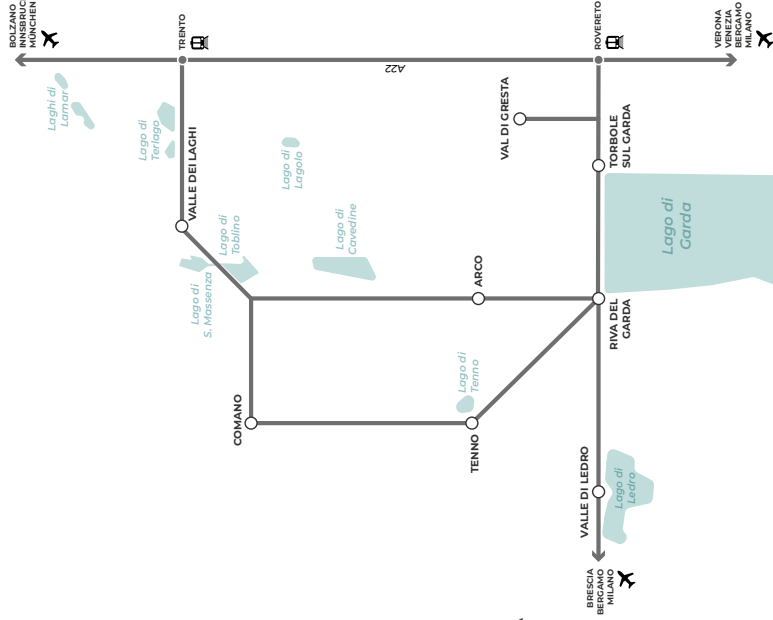 BOLZANO
INNSBRUCK
MÜNCHEN
TRENTO
A22
ROVERETO
VERONA
VENEZIA
BERGAMO
MILANO
Laghi di
Lamar
Lago di
Terlago
VALLE DEI LAGHI
Lago di
Lagolo
VAL DI GRESTA
TORBOLE
SUL GARDA
Lago di
Toblino
Lago di
S. Massenza
Lago di
Cavedine
ARCO
Lago di
Garda
RIVA DEL
GARDA
COMANO
Lago di
Tenno
TENNO
VALLE DI LEDRO
Lago di
Ledro
BRESCIA
BERGAMO
MILANO